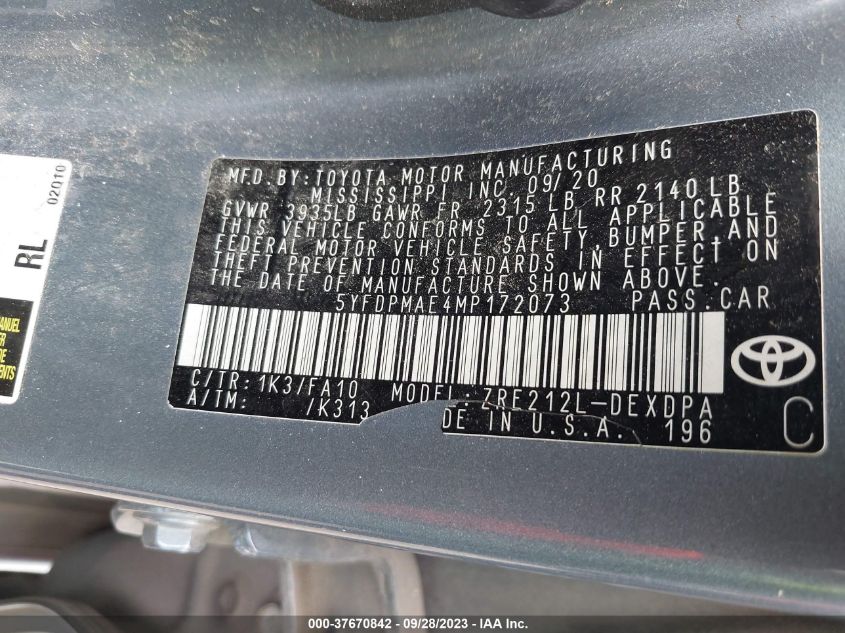 MFD. BY: TOYOTA MOTOR MANUFACTURING
MISSISSIPPI INC. 09/20
GVWR 3935LB GAWR FR 2315 LB, RR 2140 LB
THIS VEHICLE CONFORMS TO ALL APPLICABLE
FEDERAL MOTOR VEHICLE SAFETY, BUMPER, AND
THEFT PREVENTION STANDARDS IN EFFECT ON
THE DATE OF MANUFACTURE SHOWN ABOVE.
5YFDPMAE4MP172073 PASS. CAR
C/TR: 1K3/FA10 MODEL: ZRE212L-DEXDPA
A/TM: /K313 DE IN U.S.A. 196 C
RL 02010
000-37670842 - 09/28/2023 - IAA Inc.